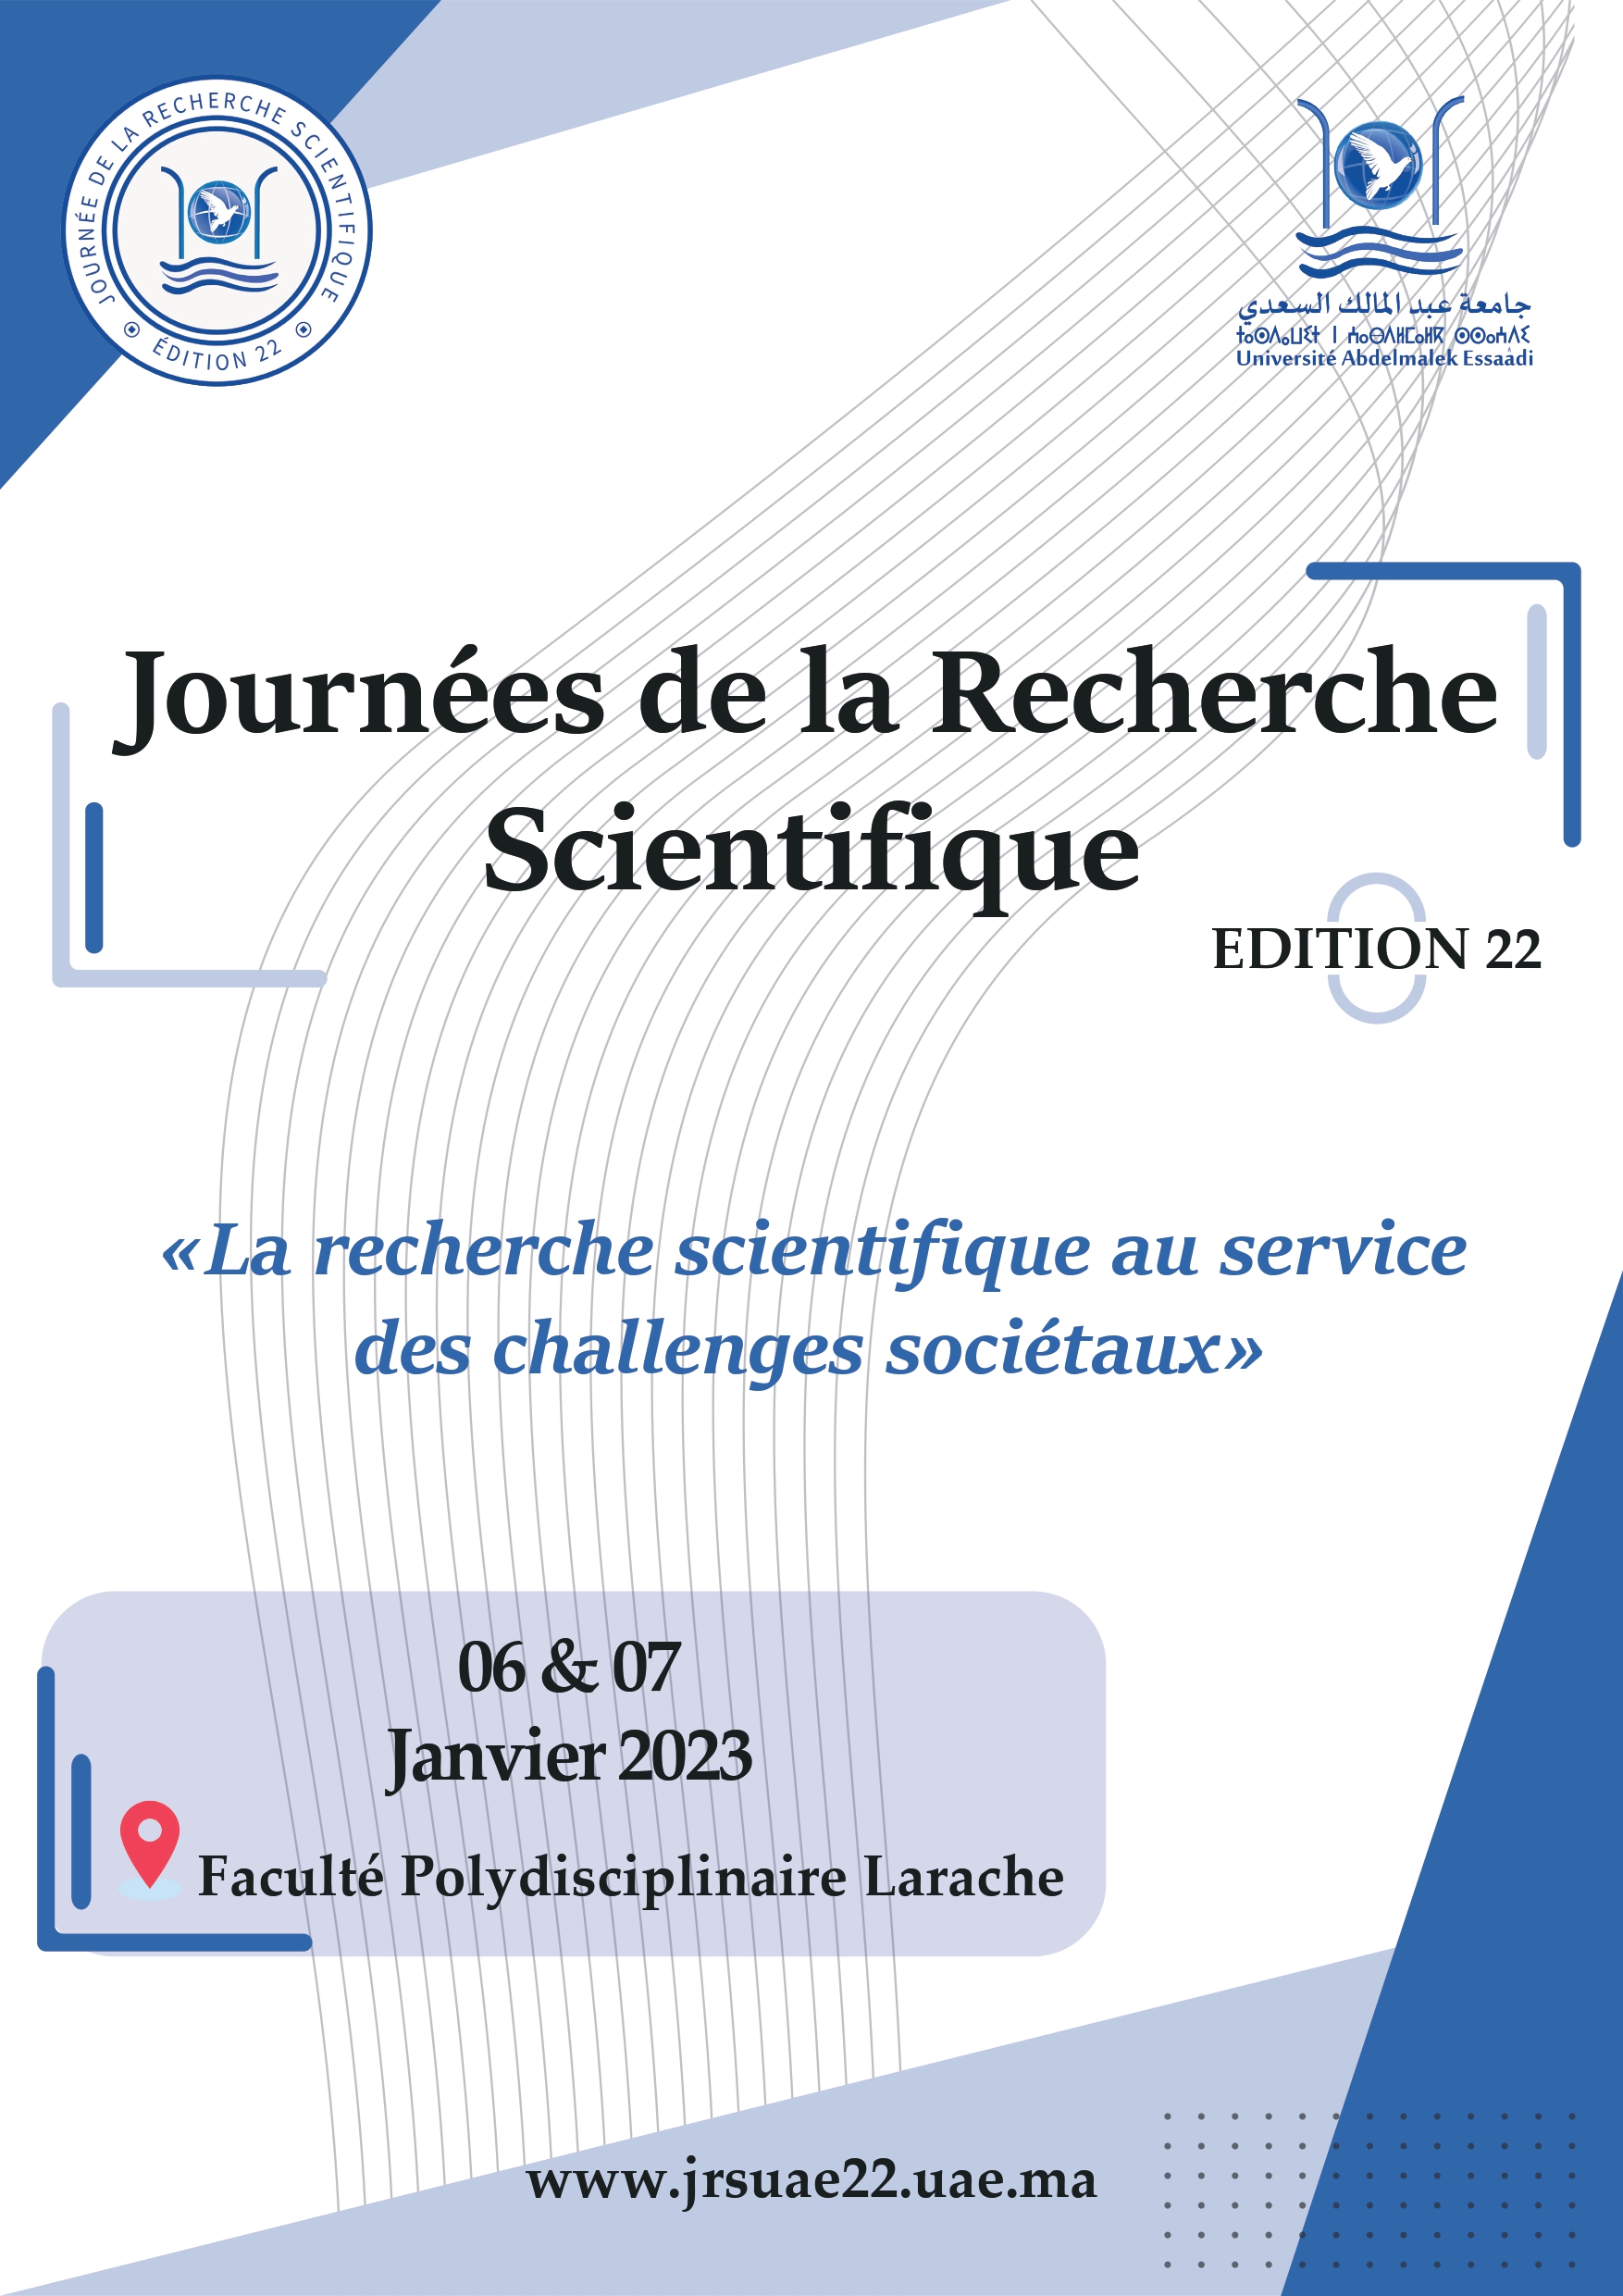 JOURNÉE DE LA RECHERCHE SCIENTIFIQUE
ÉDITION 22
جامعة عبد المالك السعدي
ⵜⴰⵙⴷⴰⵡⵉⵜ ⵏ ⵄⴰⴱⴷⵍⵎⴰⵍⴽ ⵙⵙⴰⵄⴷⵉ
Université Abdelmalek Essaâdi
Journées de la Recherche
Scientifique
EDITION 22
«La recherche scientifique au service
des challenges sociétaux»
06 & 07
Janvier 2023
Faculté Polydisciplinaire Larache
www.jrsuae22.uae.ma